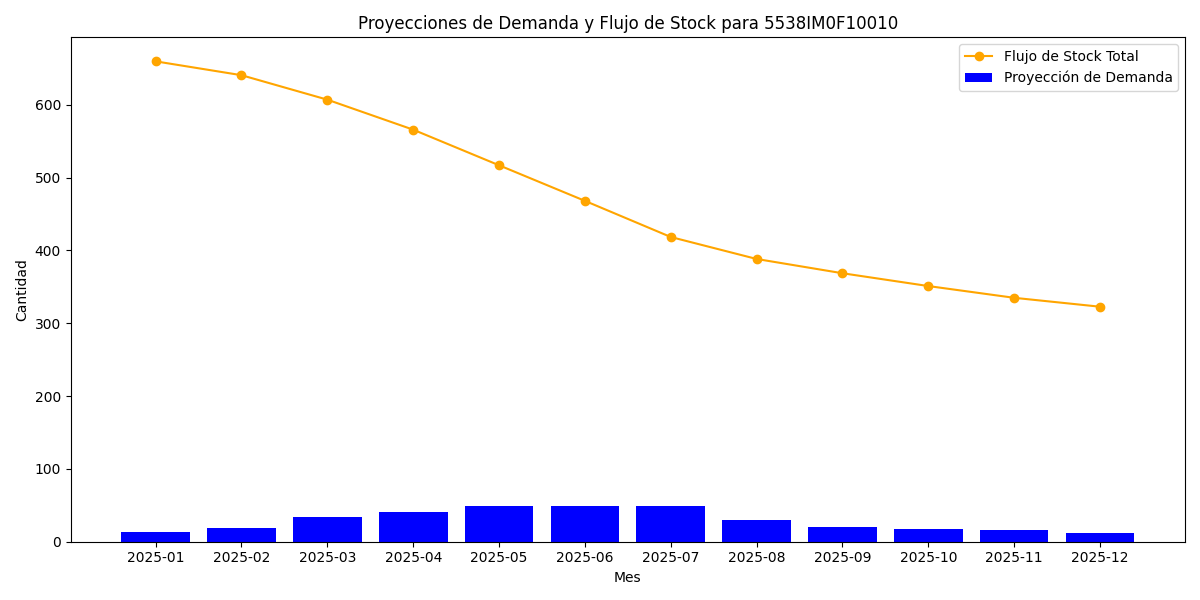 Proyecciones de Demanda y Flujo de Stock para 5538IM0F10010
Flujo de Stock Total
Proyección de Demanda
Cantidad
600
500
400
300
200
100
0
2025-01 2025-02 2025-03 2025-04 2025-05 2025-06 2025-07 2025-08 2025-09 2025-10 2025-11 2025-12
Mes